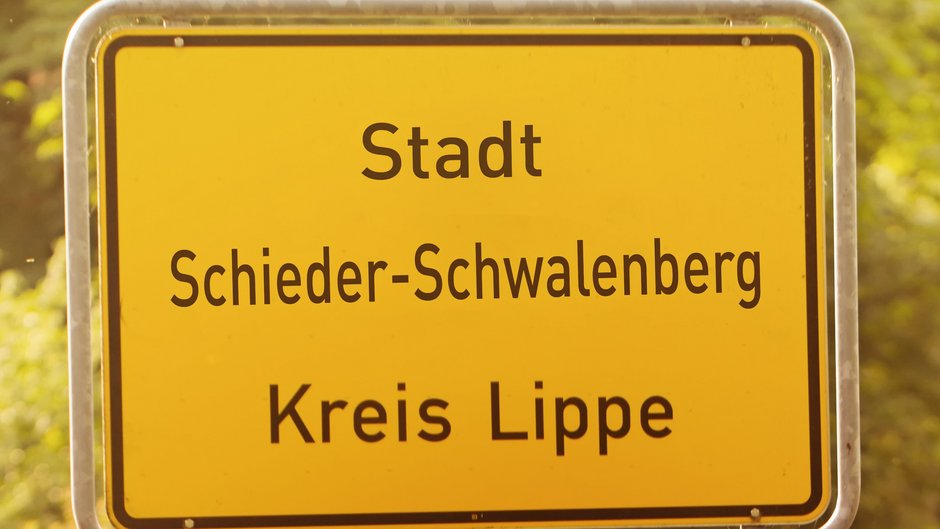 Stadt
Schieder-Schwalenberg
Kreis Lippe